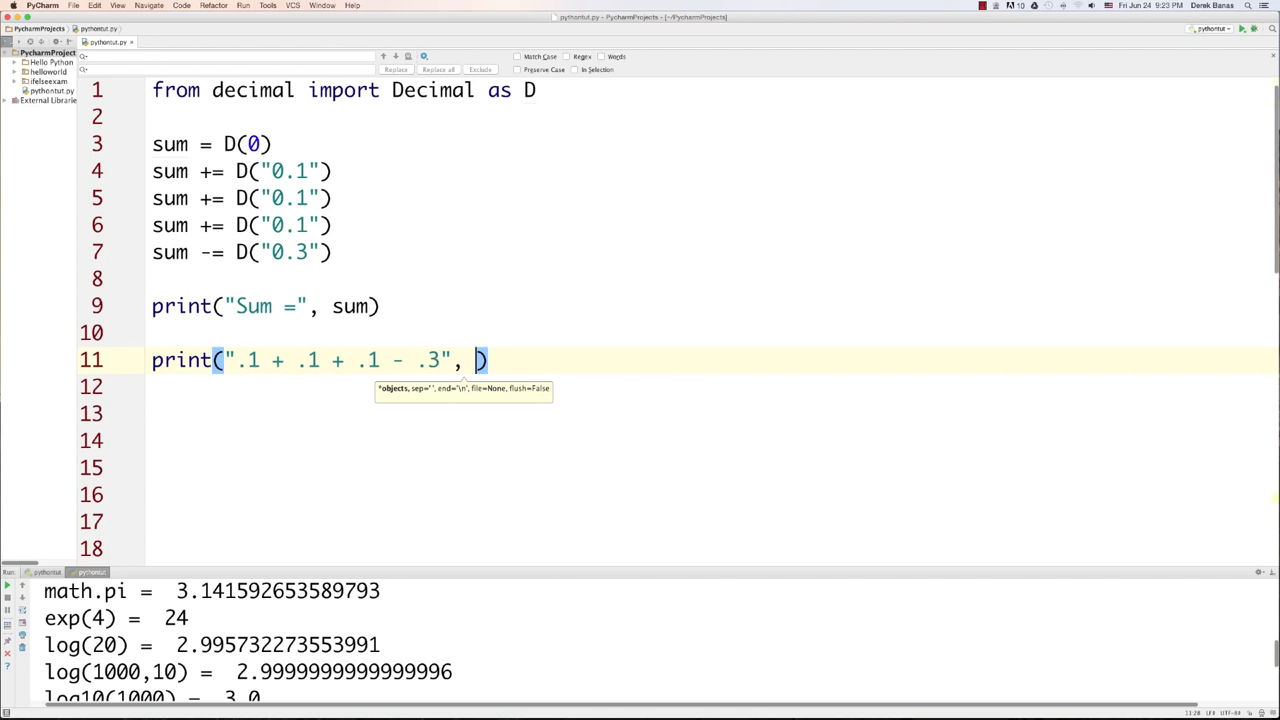 PyCharm File Edit View Navigate Code Refactor Run Tools VCS Window Help
Fri Jun 24 9:23 PM Derek Banas
pythontut.py - PycharmProjects - [~/PycharmProjects]
PycharmProjects pythontut.py
pythontut
pythontut.py
PycharmProject
Hello Python
helloworld
ifelseexam
pythontut.py
External Librarie
Match Case Regex Words
Replace Replace all Exclude Preserve Case In Selection
1 from decimal import Decimal as D
2
3 sum = D(0)
4 sum += D("0.1")
5 sum += D("0.1")
6 sum += D("0.1")
7 sum -= D("0.3")
8
9 print("Sum =", sum)
10
11 print(".1 + .1 + .1 - .3", )
*objects, sep=' ', end='\n', file=None, flush=False
12
13
14
15
16
17
18
Run: pythontut pythontut
math.pi = 3.141592653589793
exp(4) = 24
log(20) = 2.995732273553991
log(1000,10) = 2.9999999999999996
log10(1000) = 3.0
11:28 LF UTF-8